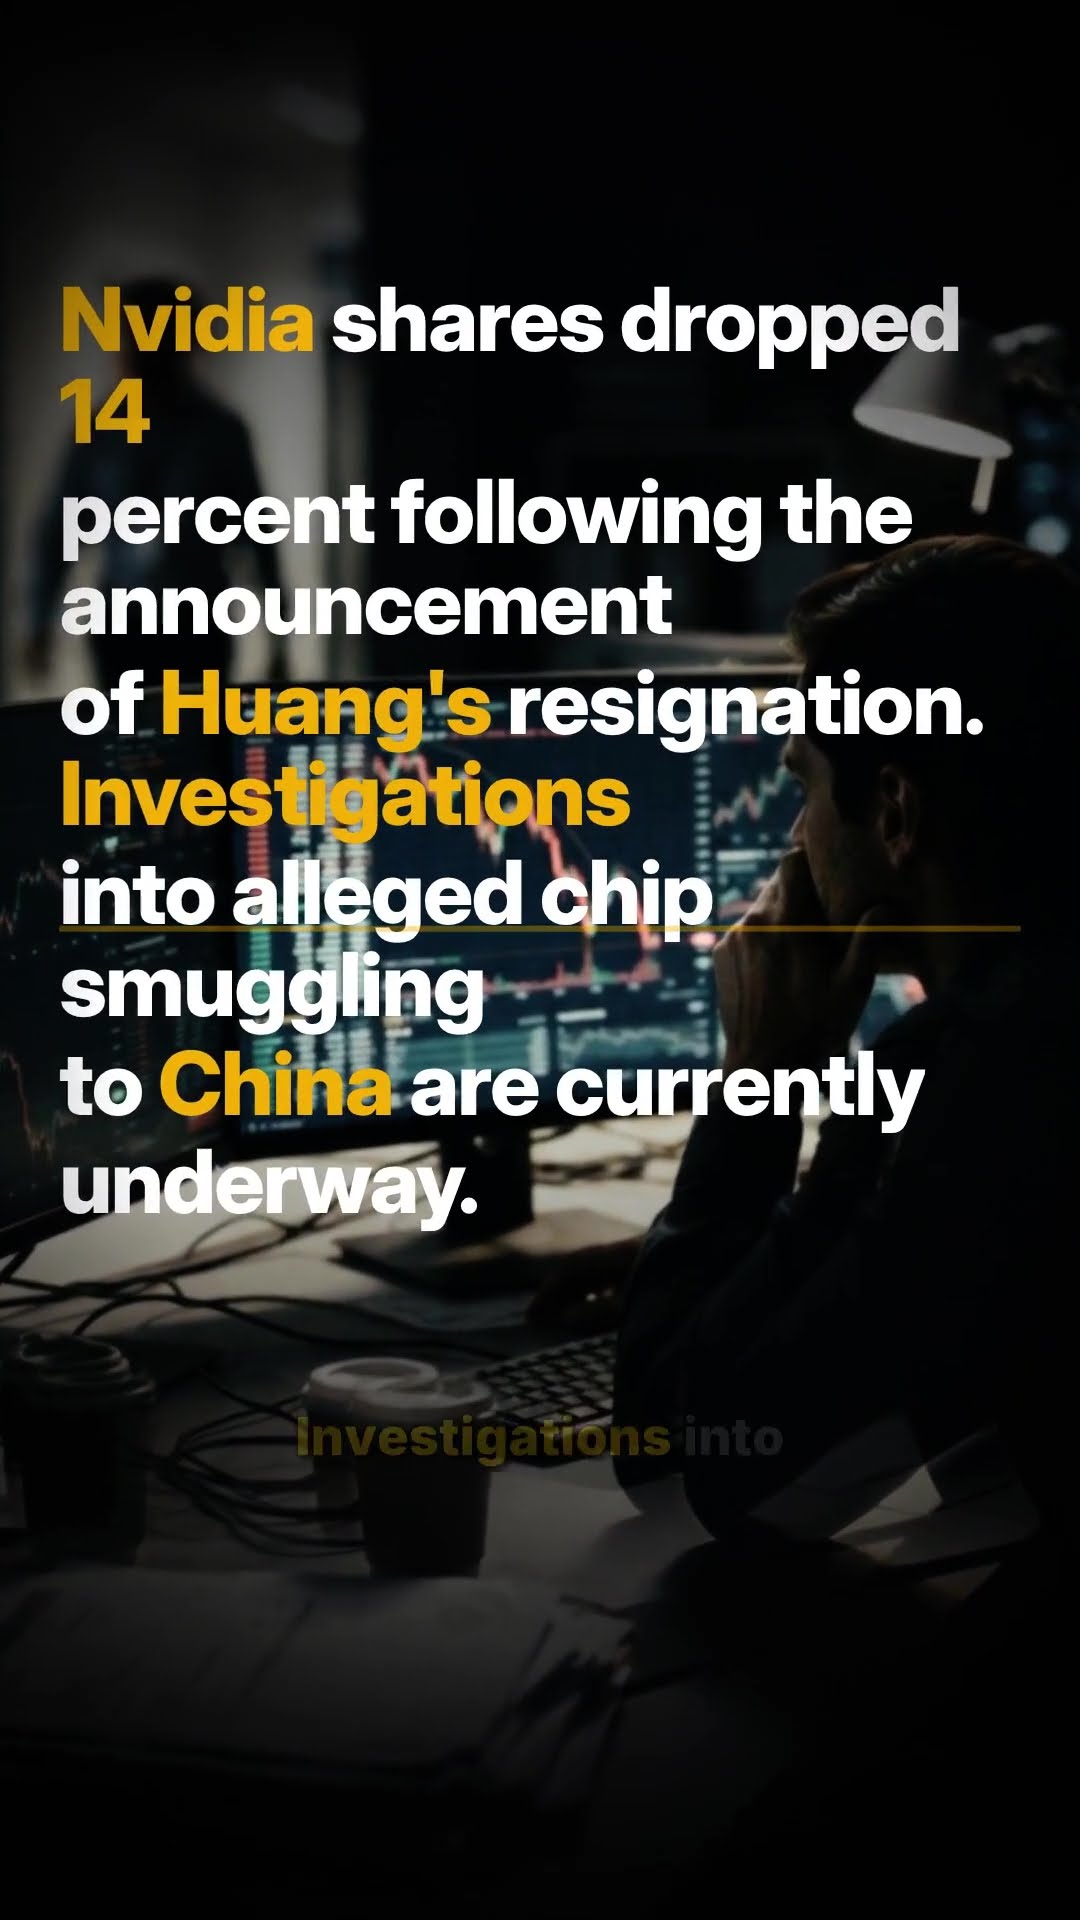 Nvidia shares dropped
14
percent following the
announcement
of Huang's resignation.
Investigations
into alleged chip
smuggling
to China are currently
underway.
Investigations into